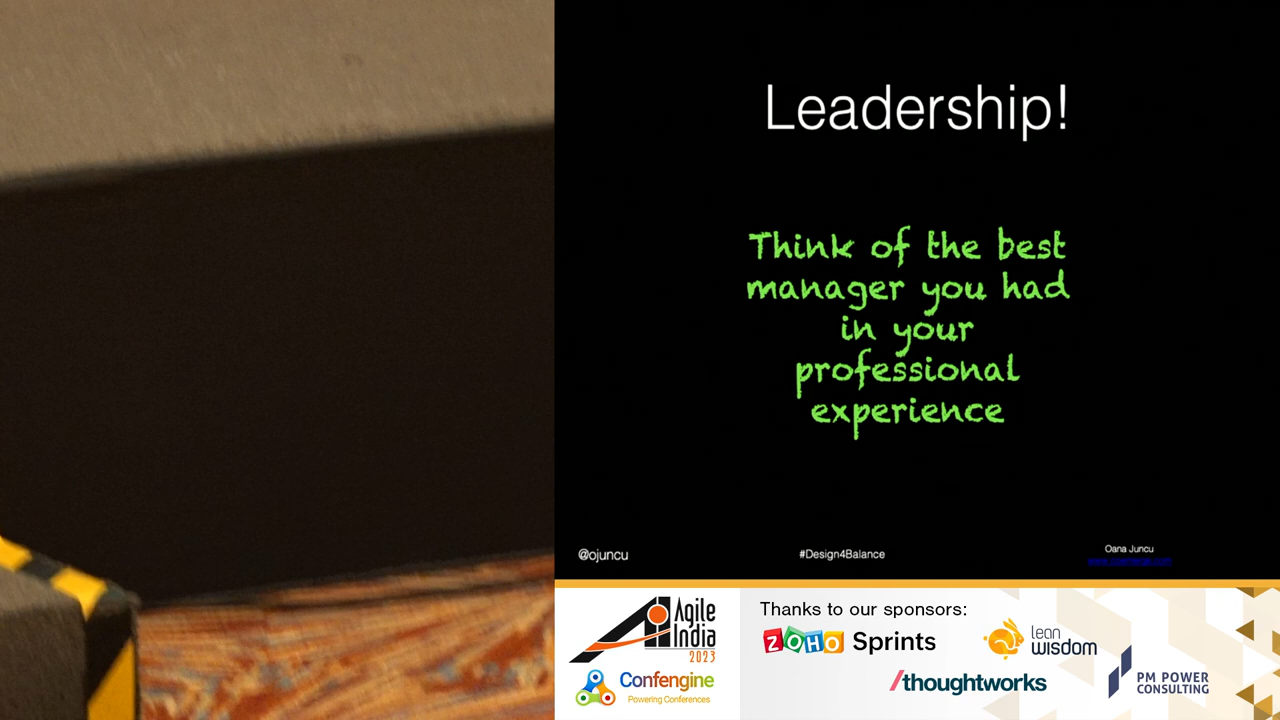 Leadership!
Think of the best
manager you had
in your
professional
experience
@ojuncu
#Design4Balance
Oana Juncu
Agile
India
2023
Confengine
Powering Conferences
Thanks to our sponsors:
ZOHO Sprints
lean
wisdom
/thoughtworks
PM POWER
CONSULTING